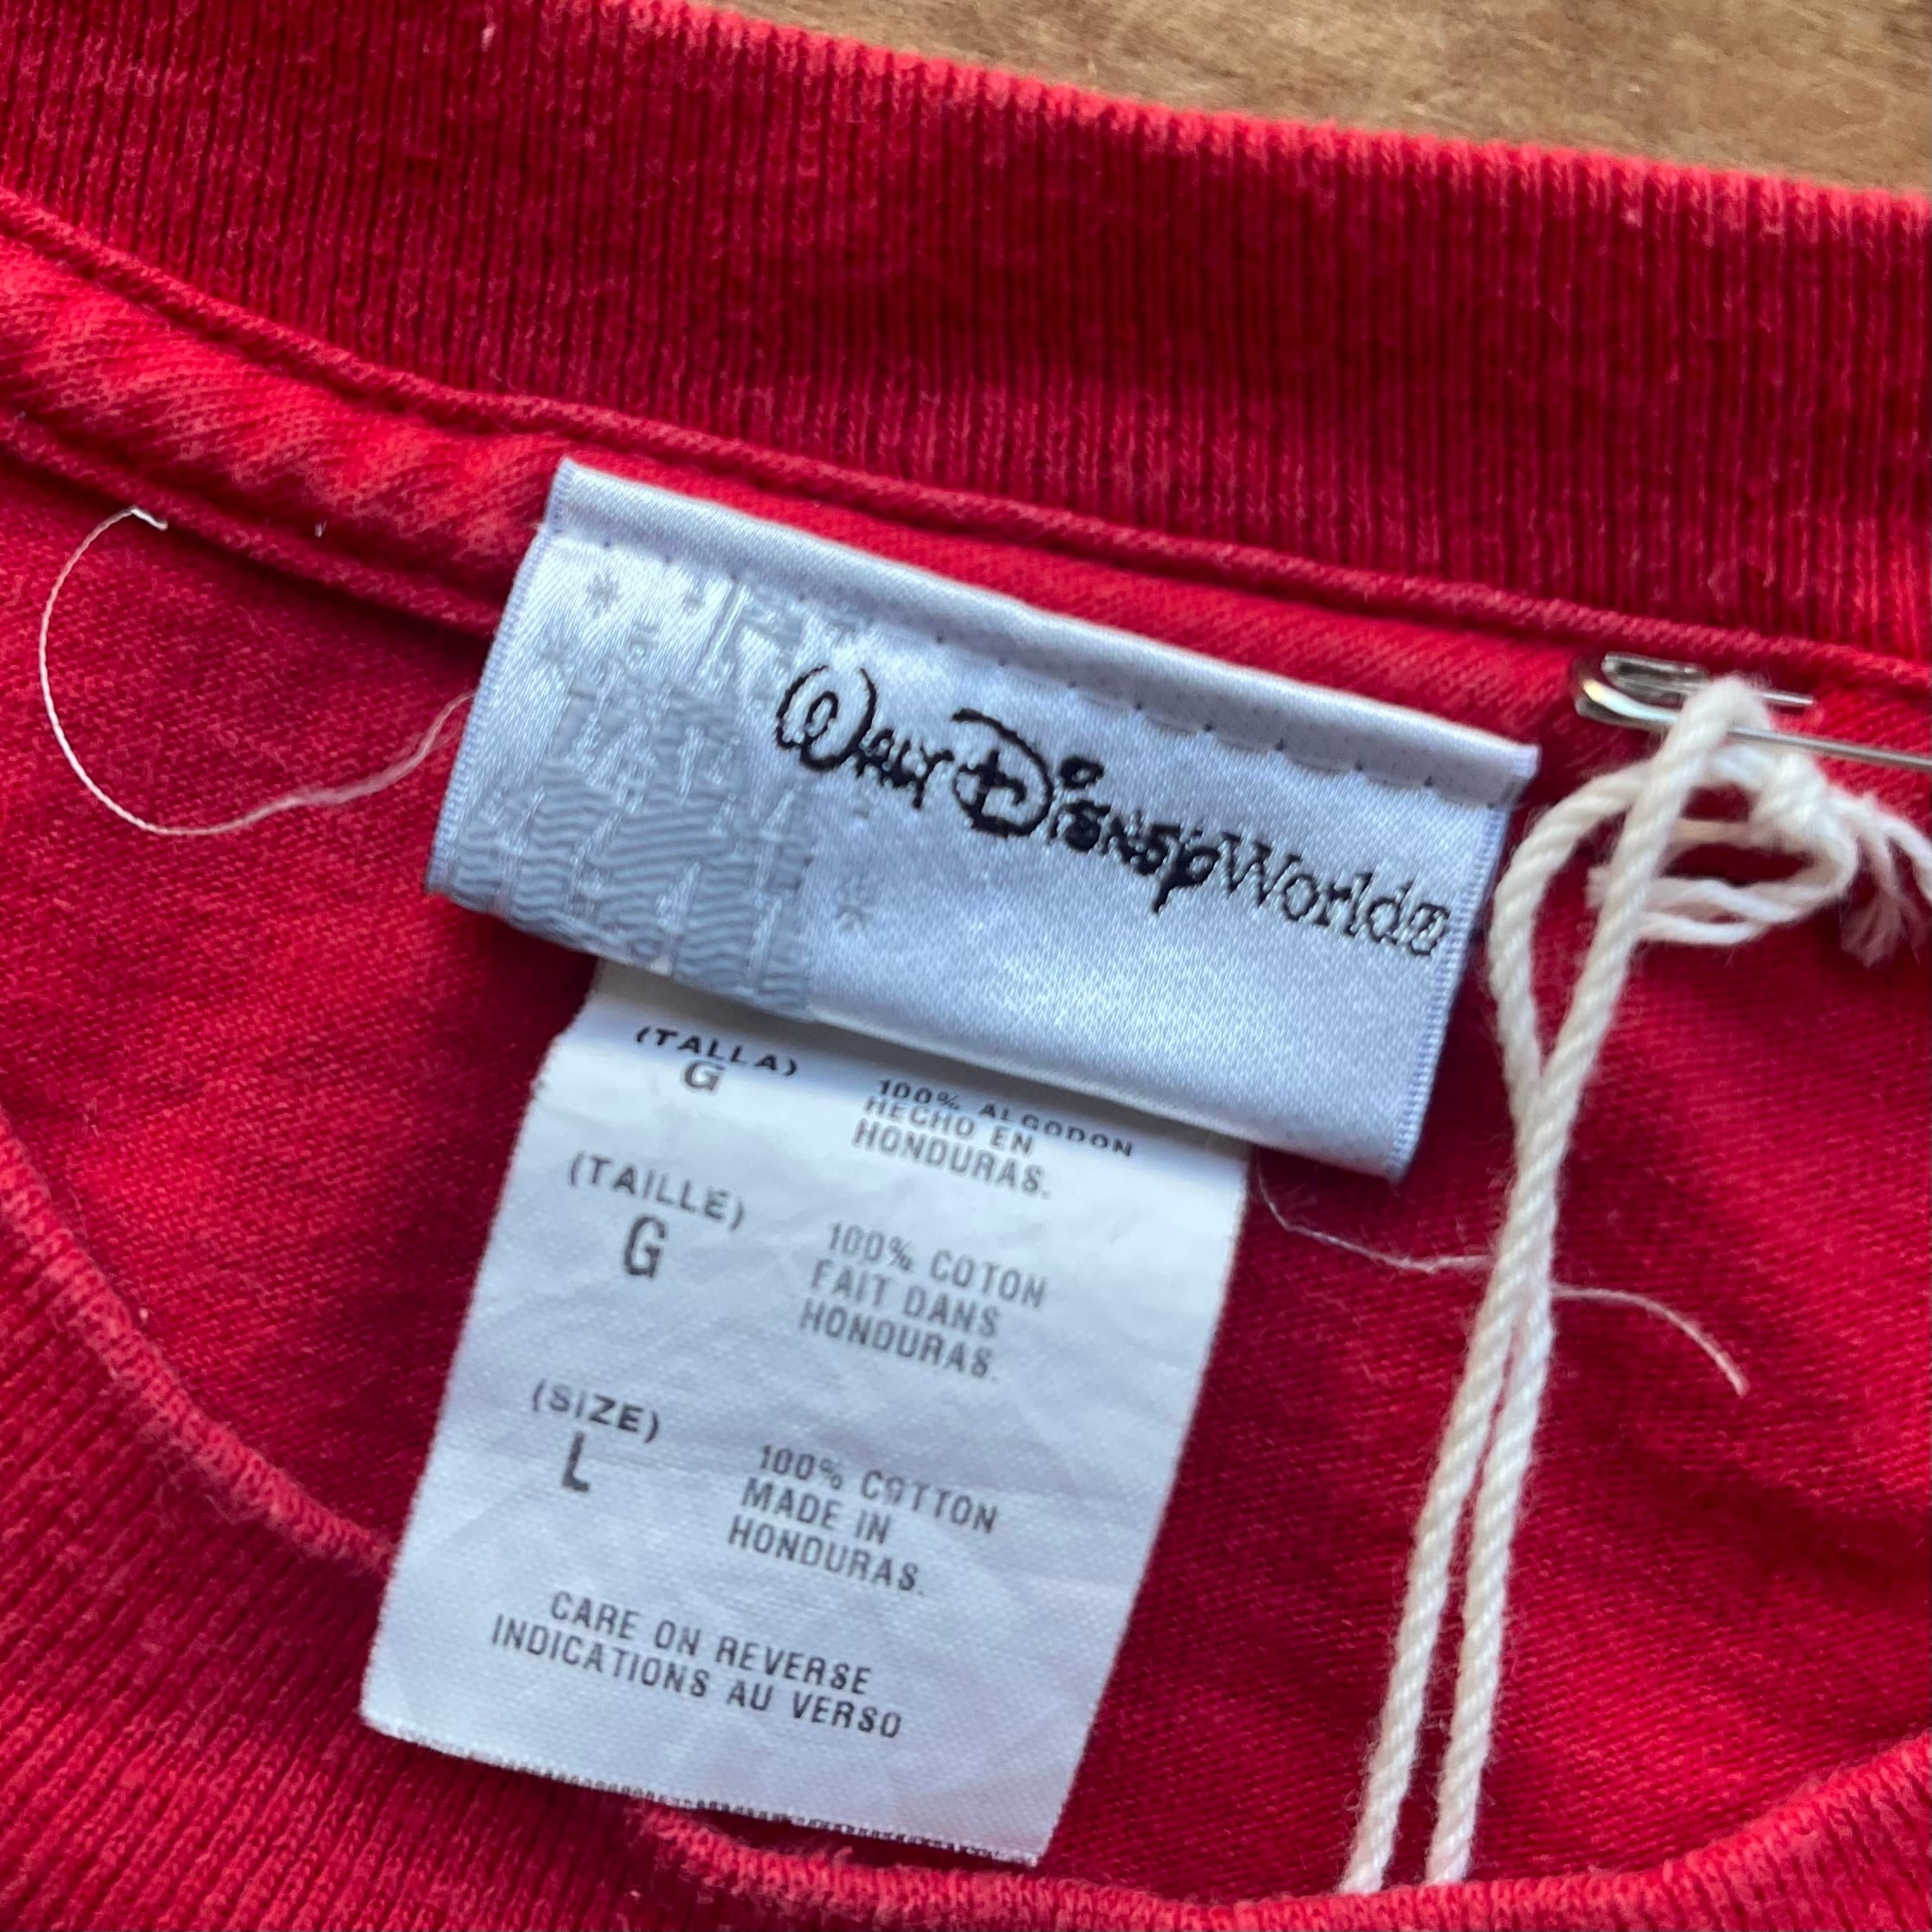 Walt Disney World®
(TALLA)
G
100% ALGODON
HECHO EN
HONDURAS.
(TAILLE)
G
100% COTON
FAIT DANS
HONDURAS.
(SIZE)
L
100% COTTON
MADE IN
HONDURAS.
CARE ON REVERSE
INDICATIONS AU VERSO